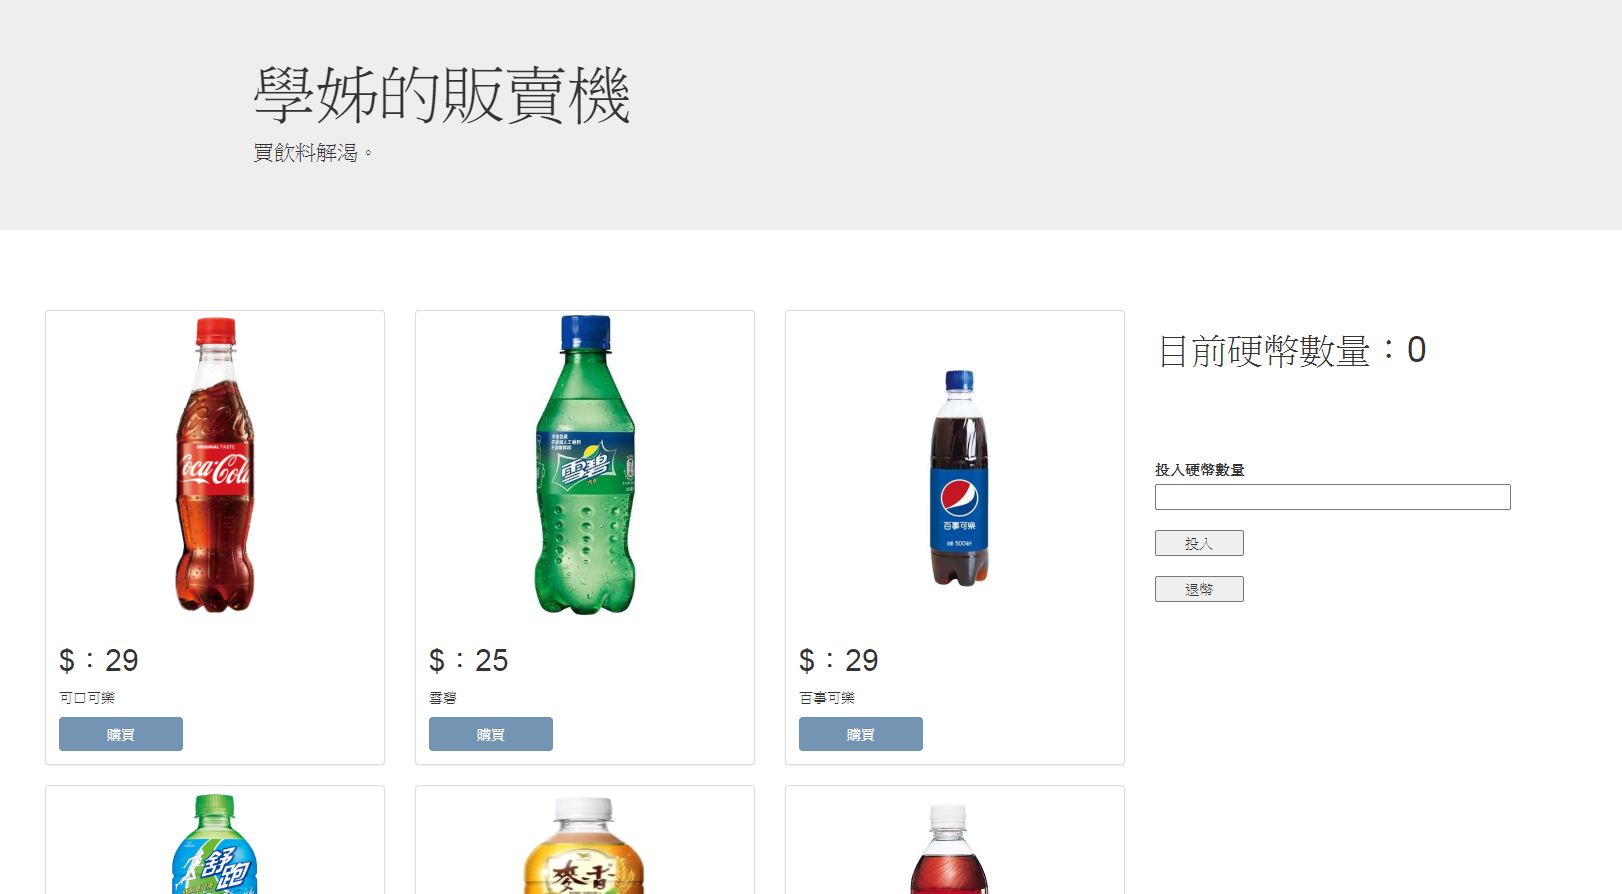 學姊的販賣機
買飲料解渴。
ORIGINAL TASTE
Coca-Cola
$：29
可口可樂
購買
雪碧
$：25
雪碧
購買
百事可樂
$：29
百事可樂
購買
目前硬幣數量：0
投入硬幣數量
投入
退幣
舒跑
麥香